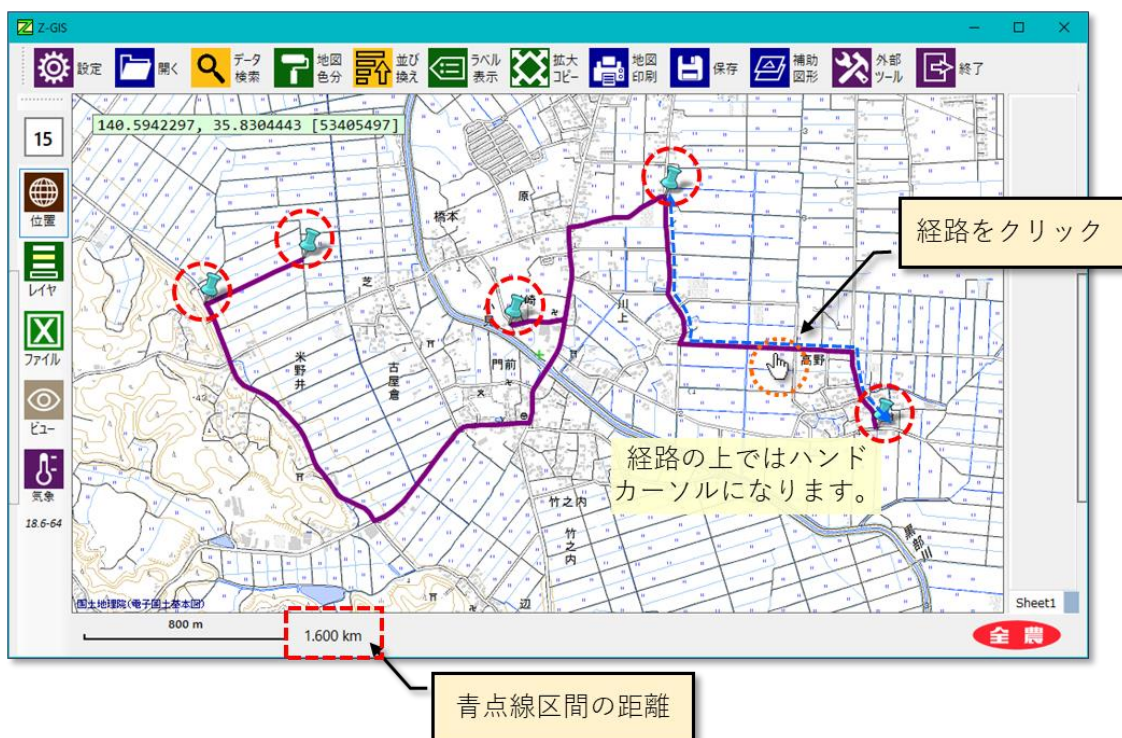 Z-GIS
設定
開く
データ
検索
地図
色分
並び
換え
ラベル
表示
拡大
コピー
地図
印刷
保存
補助
図形
外部
ツール
終了
15
140.5942297, 35.8304443 [53405497]
位置
レイヤ
ファイル
ビュー
気象
18.6-64
原
橋本
芝
川
上
米
野
井
古
屋
倉
門前
高野
竹之内
竹
之
内
黒
部
川
辺
経路をクリック
経路の上ではハンド
カーソルになります。
国土地理院(電子国土基本図)
Sheet1
800 m
1.600 km
全農
青点線区間の距離